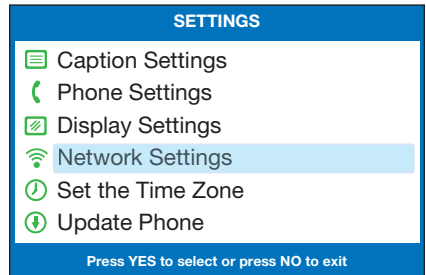 SETTINGS
Caption Settings
Phone Settings
Display Settings
Network Settings
Set the Time Zone
Update Phone
Press YES to select or press NO to exit